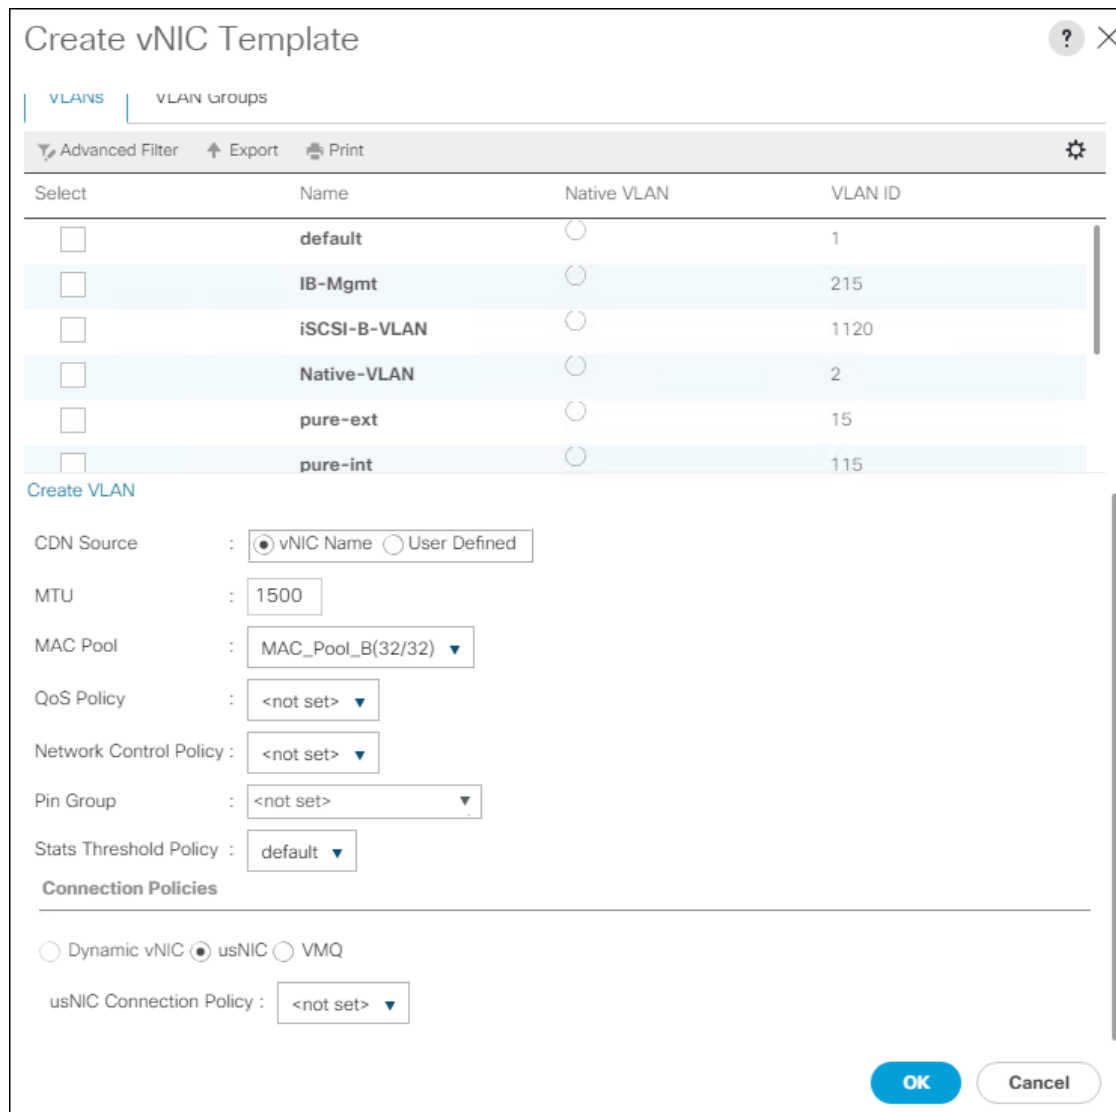 Create vNIC Template ?
VLANs VLAN Groups
Advanced Filter Export Print
Select Name Native VLAN VLAN ID
default 1
IB-Mgmt 215
iSCSI-B-VLAN 1120
Native-VLAN 2
pure-ext 15
pure-int 115
Create VLAN
CDN Source : vNIC Name User Defined
MTU : 1500
MAC Pool : MAC_Pool_B(32/32)
QoS Policy : <not set>
Network Control Policy : <not set>
Pin Group : <not set>
Stats Threshold Policy : default
Connection Policies
Dynamic vNIC usNIC VMQ
usNIC Connection Policy : <not set>
OK Cancel